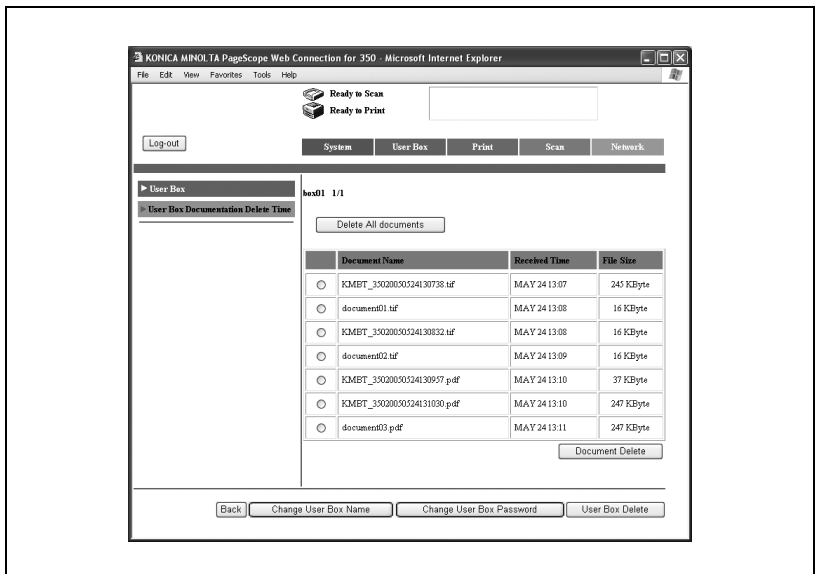 KONICA MINOLTA PageScope Web Connection for 350 - Microsoft Internet Explorer
File Edit View Favorites Tools Help
Ready to Scan
Ready to Print
Log-out
System User Box Print Scan Network
User Box
User Box Documentation Delete Time
box01 1/1
Delete All documents
Document Name Received Time File Size
KMBT_35020050524130738.tif MAY 24 13:07 245 KByte
document01.tif MAY 24 13:08 16 KByte
KMBT_35020050524130832.tif MAY 24 13:08 16 KByte
document02.tif MAY 24 13:09 16 KByte
KMBT_35020050524130957.pdf MAY 24 13:10 37 KByte
KMBT_35020050524131030.pdf MAY 24 13:10 247 KByte
document03.pdf MAY 24 13:11 247 KByte
Document Delete
Back Change User Box Name Change User Box Password User Box Delete